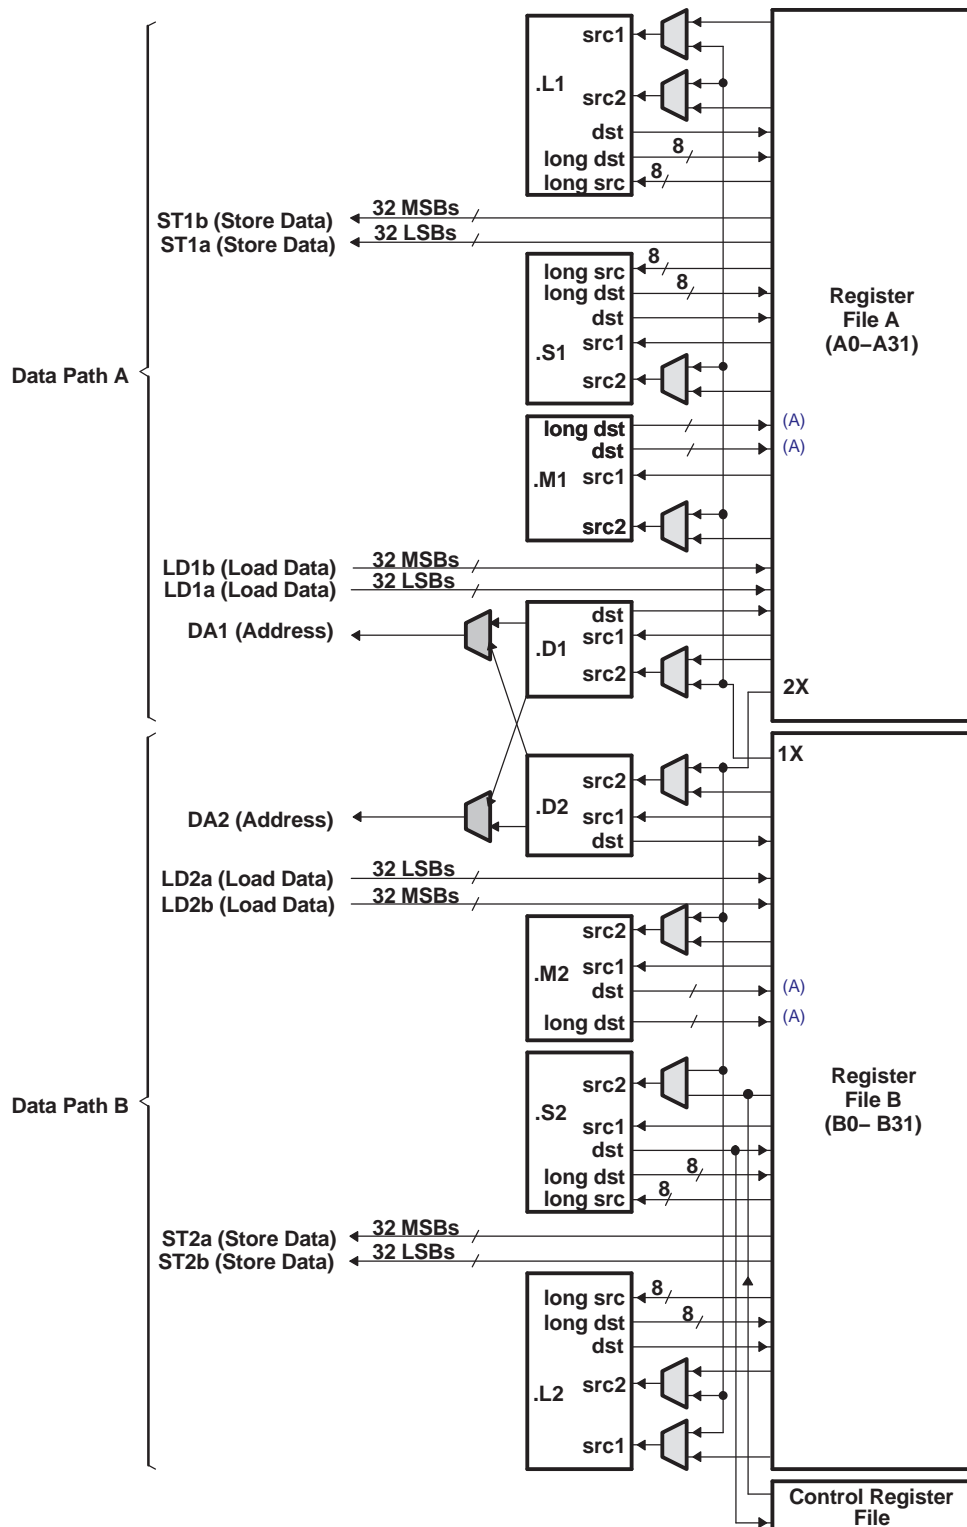 src1
.L1
src2
dst
long dst 8
long src 8
ST1b (Store Data) 32 MSBs
ST1a (Store Data) 32 LSBs
long src 8
long dst 8
dst
.S1 src1
src2
Register
File A
(A0–A31)
Data Path A
long dst (A)
dst (A)
.M1 src1
src2
LD1b (Load Data) 32 MSBs
LD1a (Load Data) 32 LSBs
DA1 (Address)
dst
src1
.D1
src2
2X
1X
src2
.D2
src1
dst
DA2 (Address)
LD2a (Load Data) 32 LSBs
LD2b (Load Data) 32 MSBs
src2
.M2 src1
dst (A)
long dst (A)
Data Path B
src2
.S2
src1
dst
long dst 8
long src 8
Register
File B
(B0– B31)
ST2a (Store Data) 32 MSBs
ST2b (Store Data) 32 LSBs
long src 8
long dst 8
dst
.L2 src2
src1
Control Register
File